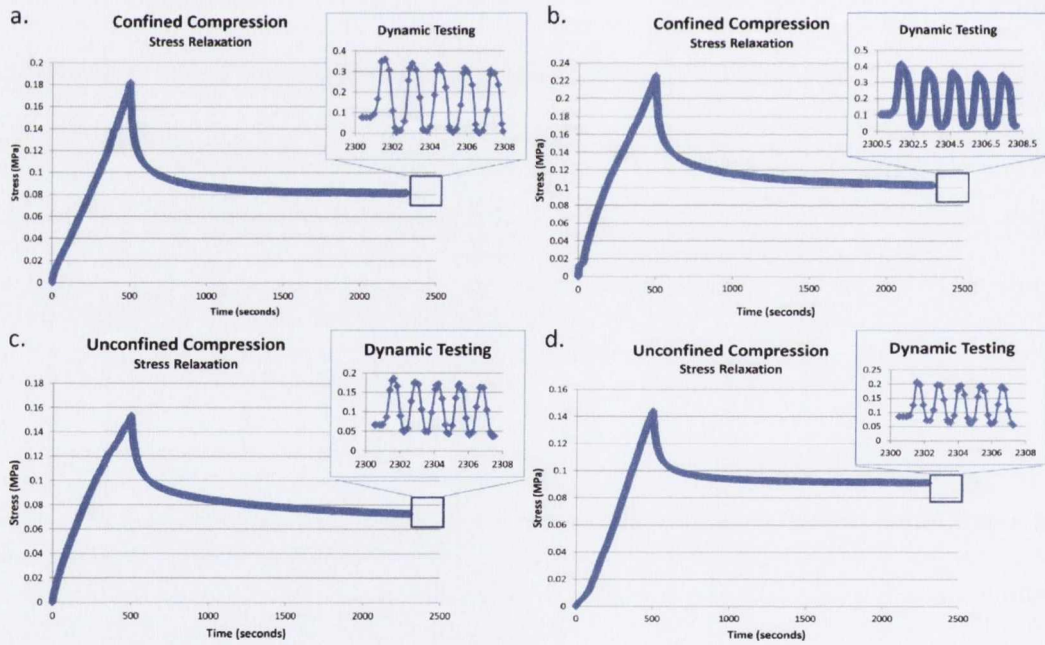 a.
Confined Compression
Stress Relaxation
Dynamic Testing
0.4
0.3
0.2
0.1
0
2300 2302 2304 2306 2308
0.2
0.18
0.16
0.14
0.12
0.1
0.08
0.06
0.04
0.02
0
Stress (MPa)
0 500 1000 1500 2000 2500
Time (seconds)
b.
Confined Compression
Stress Relaxation
Dynamic Testing
0.5
0.4
0.3
0.2
0.1
0
2300.5 2302.5 2304.5 2306.5 2308.5
0.24
0.22
0.2
0.18
0.16
0.14
0.12
0.1
0.08
0.06
0.04
0.02
0
Stress (MPa)
0 500 1000 1500 2000 2500
Time (seconds)
c.
Unconfined Compression
Stress Relaxation
Dynamic Testing
0.2
0.15
0.1
0.05
0
2300 2302 2304 2306 2308
0.18
0.16
0.14
0.12
0.1
0.08
0.06
0.04
0.02
0
Stress (MPa)
0 500 1000 1500 2000 2500
Time (seconds)
d.
Unconfined Compression
Stress Relaxation
Dynamic Testing
0.25
0.2
0.15
0.1
0.05
0
2300 2302 2304 2306 2308
0.16
0.14
0.12
0.1
0.08
0.06
0.04
0.02
0
Stress (MPa)
0 500 1000 1500 2000 2500
Time (seconds)